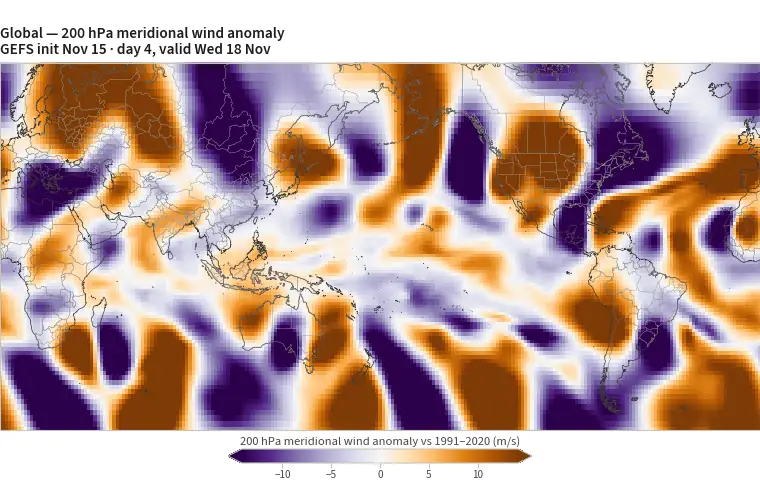 Global — 200 hPa meridional wind anomaly
GEFS init Nov 15 · day 4, valid Wed 18 Nov
200 hPa meridional wind anomaly vs 1991–2020 (m/s)
−10 −5 0 5 10